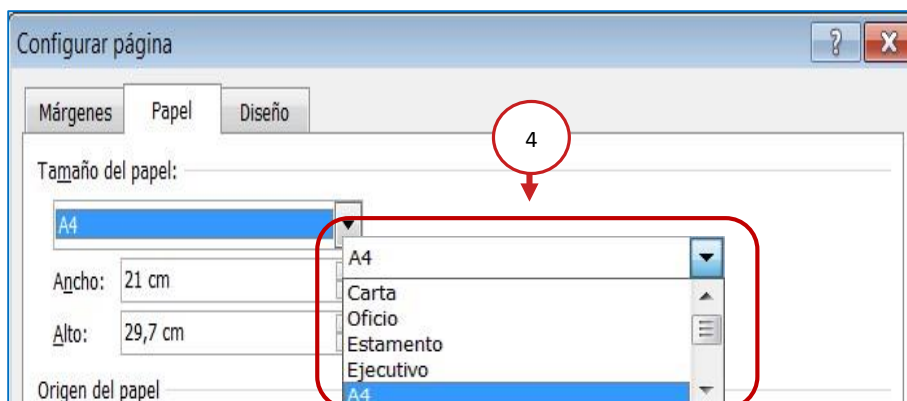 Configurar página
Márgenes Papel Diseño
4
Tamaño del papel:
A4
A4
Ancho: 21 cm
Carta
Oficio
Alto: 29,7 cm
Estamento
Ejecutivo
Origen del papel
A4